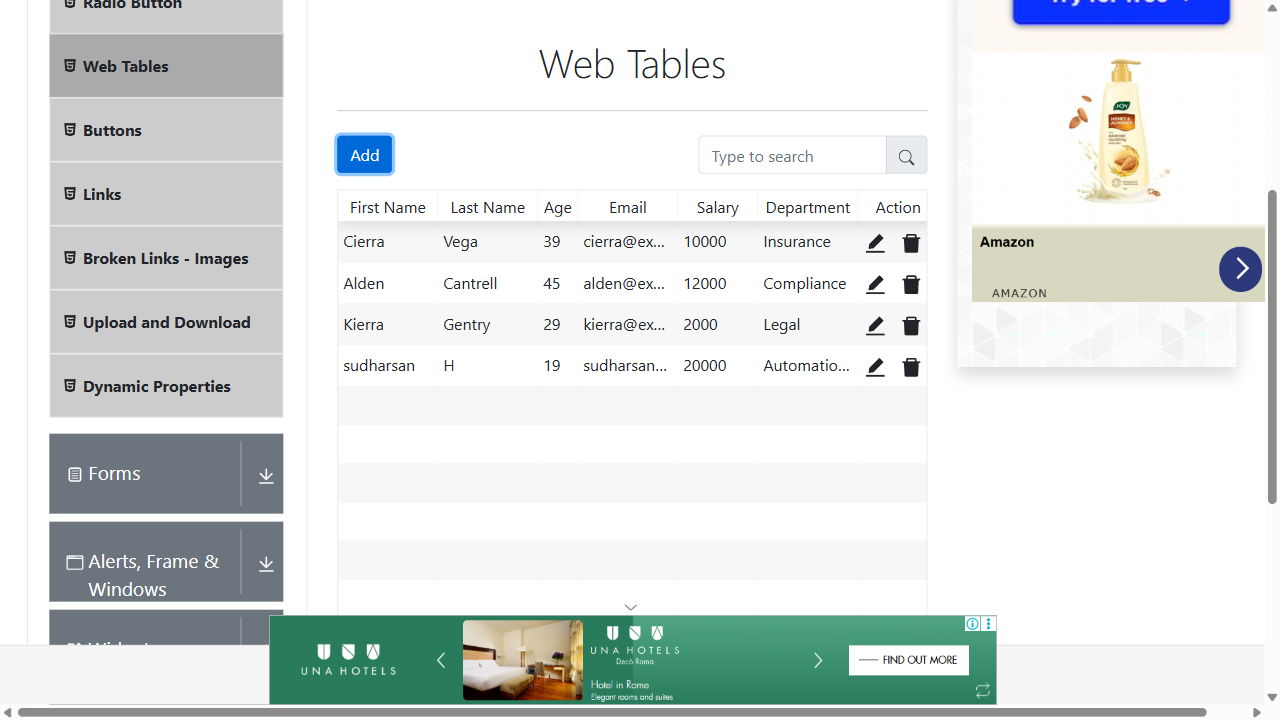 Radio Button
Web Tables
Buttons
Links
Broken Links - Images
Upload and Download
Dynamic Properties
Forms
Alerts, Frame &
Windows
Web Tables
Add
Type to search
First Name Last Name Age Email Salary Department Action
Cierra Vega 39 cierra@ex... 10000 Insurance
Alden Cantrell 45 alden@ex... 12000 Compliance
Kierra Gentry 29 kierra@ex... 2000 Legal
sudharsan H 19 sudharsan... 20000 Automatio...
JOY
HONEY &
ALMONDS
Amazon
AMAZON
UNA HOTELS
UNA HOTELS
Decò Roma
Hotel in Rome
Elegant rooms and suites
FIND OUT MORE